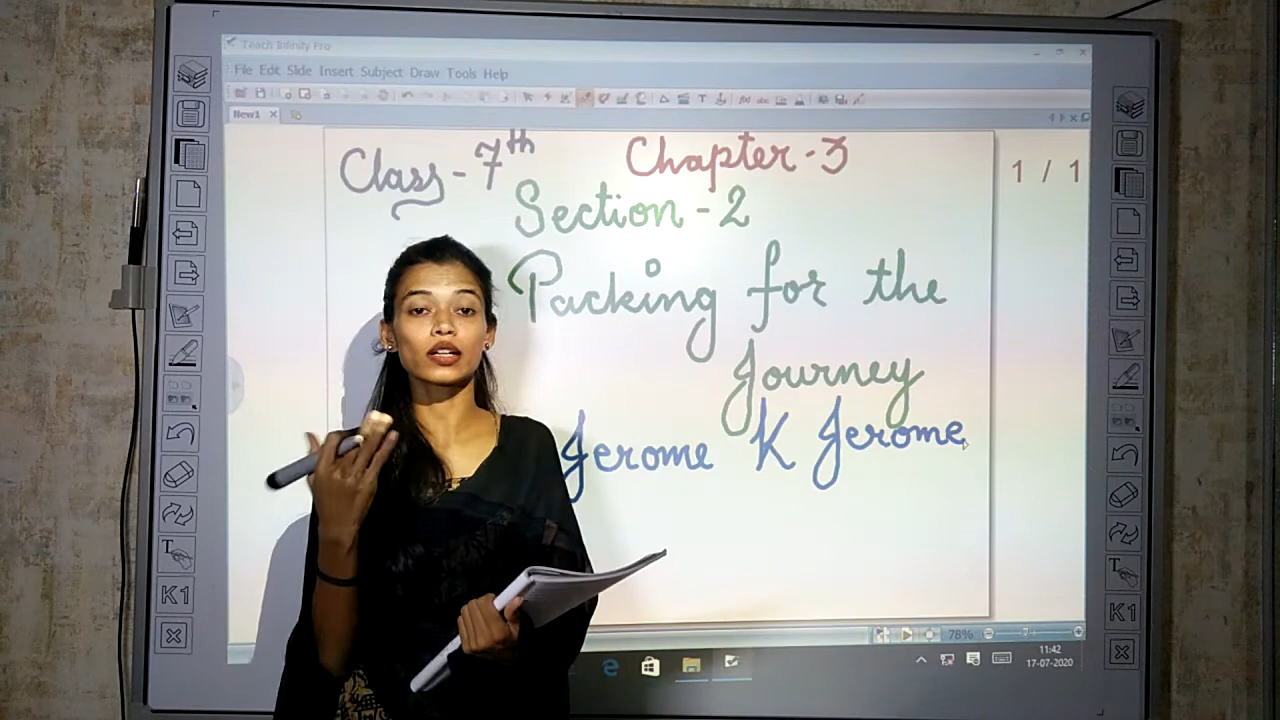 Teach Infinity Pro
File Edit Slide Insert Subject Draw Tools Help
New1
Class - 7th Chapter - 3
1 / 1
Section - 2
Packing for the
Journey
Jerome K Jerome
K1
K1
78%
11:42
17-07-2020